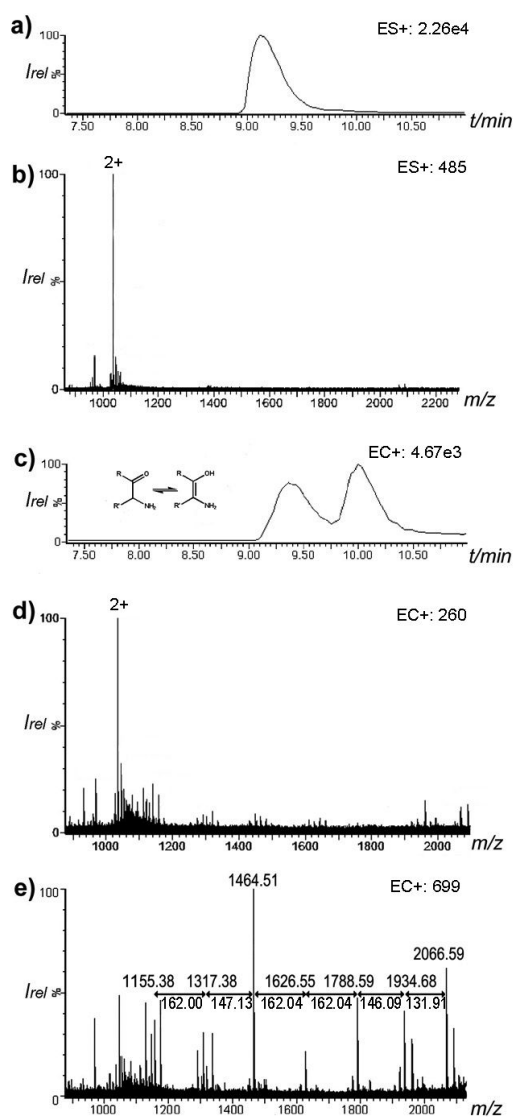 a)
ES+: 2.26e4
100
Irel %
0
7.50 8.00 8.50 9.00 9.50 10.00 10.50
t/min
b)
2+
ES+: 485
100
Irel %
0
1000 1200 1400 1600 1800 2000 2200
m/z
c)
EC+: 4.67e3
100
R O R OH
Irel %
R' NH2 R' NH2
0
7.50 8.00 8.50 9.00 9.50 10.00 10.50
t/min
d)
2+
EC+: 260
100
Irel %
0
1000 1200 1400 1600 1800 2000
m/z
e)
1464.51
EC+: 699
100
2066.59
1155.38 1317.38 1626.55 1788.59 1934.68
162.00 147.13 162.04 162.04 146.09 131.91
Irel %
0
1000 1200 1400 1600 1800 2000
m/z